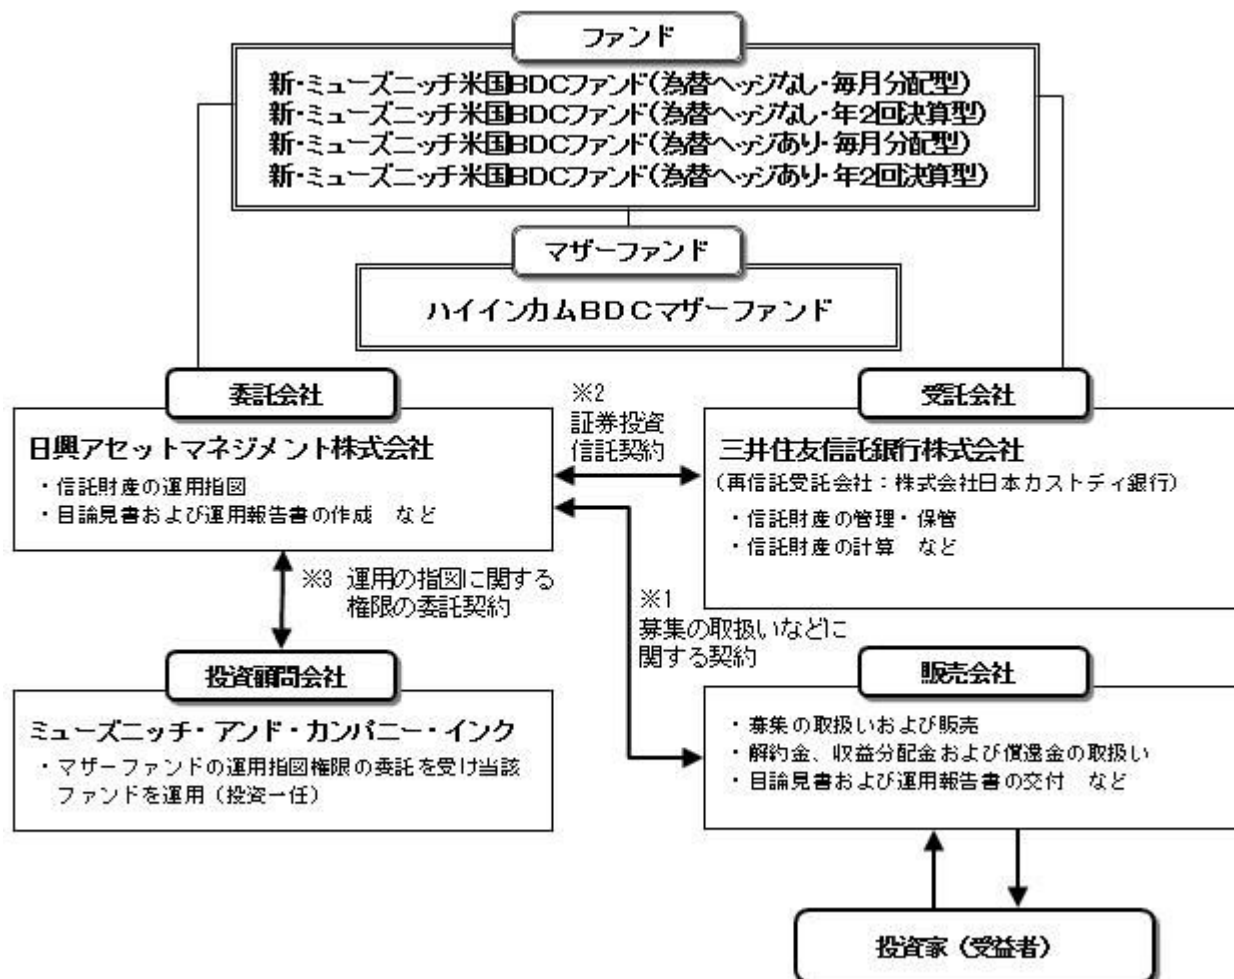 ファンド
新・ミューズニッチ米国BDCファンド(為替ヘッジなし・毎月分配型)
新・ミューズニッチ米国BDCファンド(為替ヘッジなし・年2回決算型)
新・ミューズニッチ米国BDCファンド(為替ヘッジあり・毎月分配型)
新・ミューズニッチ米国BDCファンド(為替ヘッジあり・年2回決算型)
マザーファンド
ハイインカムBDCマザーファンド
委託会社
日興アセットマネジメント株式会社
・信託財産の運用指図
・目論見書および運用報告書の作成 など
※2
証券投資
信託契約
受託会社
三井住友信託銀行株式会社
(再信託受託会社:株式会社日本カストディ銀行)
・信託財産の管理・保管
・信託財産の計算 など
※3 運用の指図に関する
権限の委託契約
※1
募集の取扱いなどに
関する契約
投資顧問会社
ミューズニッチ・アンド・カンパニー・インク
・マザーファンドの運用指図権限の委託を受け当該
ファンドを運用(投資一任)
販売会社
・募集の取扱いおよび販売
・解約金、収益分配金および償還金の取扱い
・目論見書および運用報告書の交付 など
投資家(受益者)